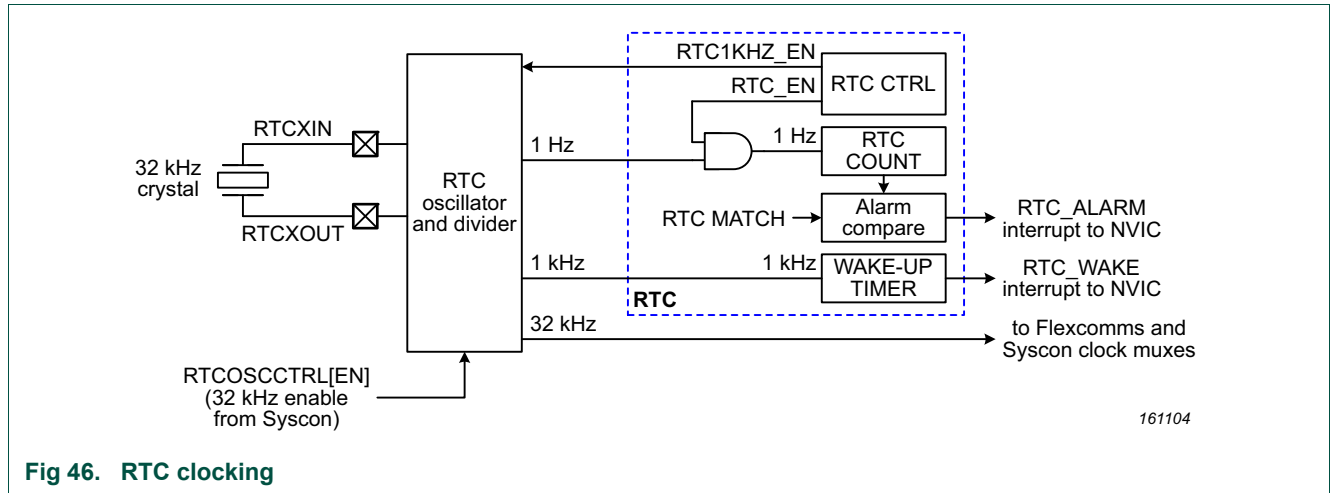 RTC1KHZ_EN
RTC_EN
RTC CTRL
RTCXIN
32 kHz
crystal
RTCXOUT
RTC
oscillator
and divider
1 Hz
1 Hz
RTC
COUNT
RTC MATCH
Alarm
compare
RTC_ALARM
interrupt to NVIC
1 kHz
1 kHz
WAKE-UP
TIMER
RTC_WAKE
interrupt to NVIC
RTC
32 kHz
to Flexcomms and
Syscon clock muxes
RTCOSCCTRL[EN]
(32 kHz enable
from Syscon)
161104
Fig 46. RTC clocking